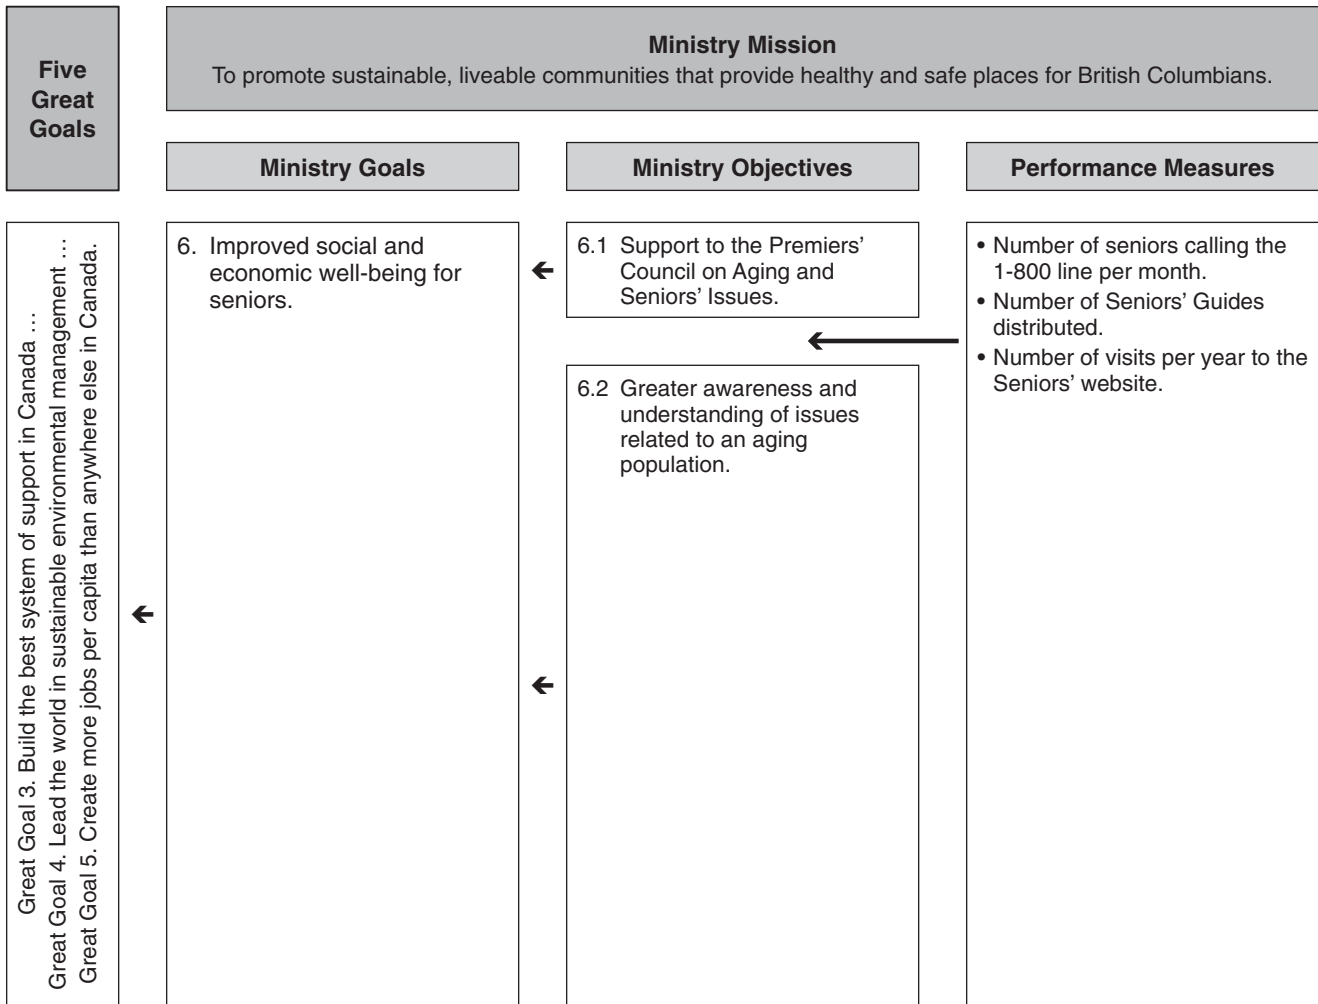 Five
Great
Goals
Ministry Mission
To promote sustainable, liveable communities that provide healthy and safe places for British Columbians.
Ministry Goals
Ministry Objectives
Performance Measures
Great Goal 3. Build the best system of support in Canada …
Great Goal 4. Lead the world in sustainable environmental management …
Great Goal 5. Create more jobs per capita than anywhere else in Canada.
6. Improved social and
economic well-being for
seniors.
6.1 Support to the Premiers’
Council on Aging and
Seniors’ Issues.
6.2 Greater awareness and
understanding of issues
related to an aging
population.
• Number of seniors calling the
1-800 line per month.
• Number of Seniors’ Guides
distributed.
• Number of visits per year to the
Seniors’ website.